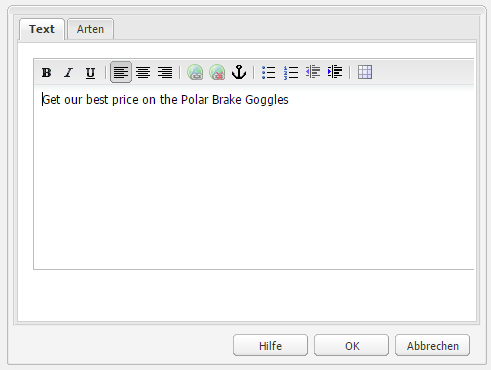 Text Arten
B I U
Get our best price on the Polar Brake Goggles
Hilfe OK Abbrechen